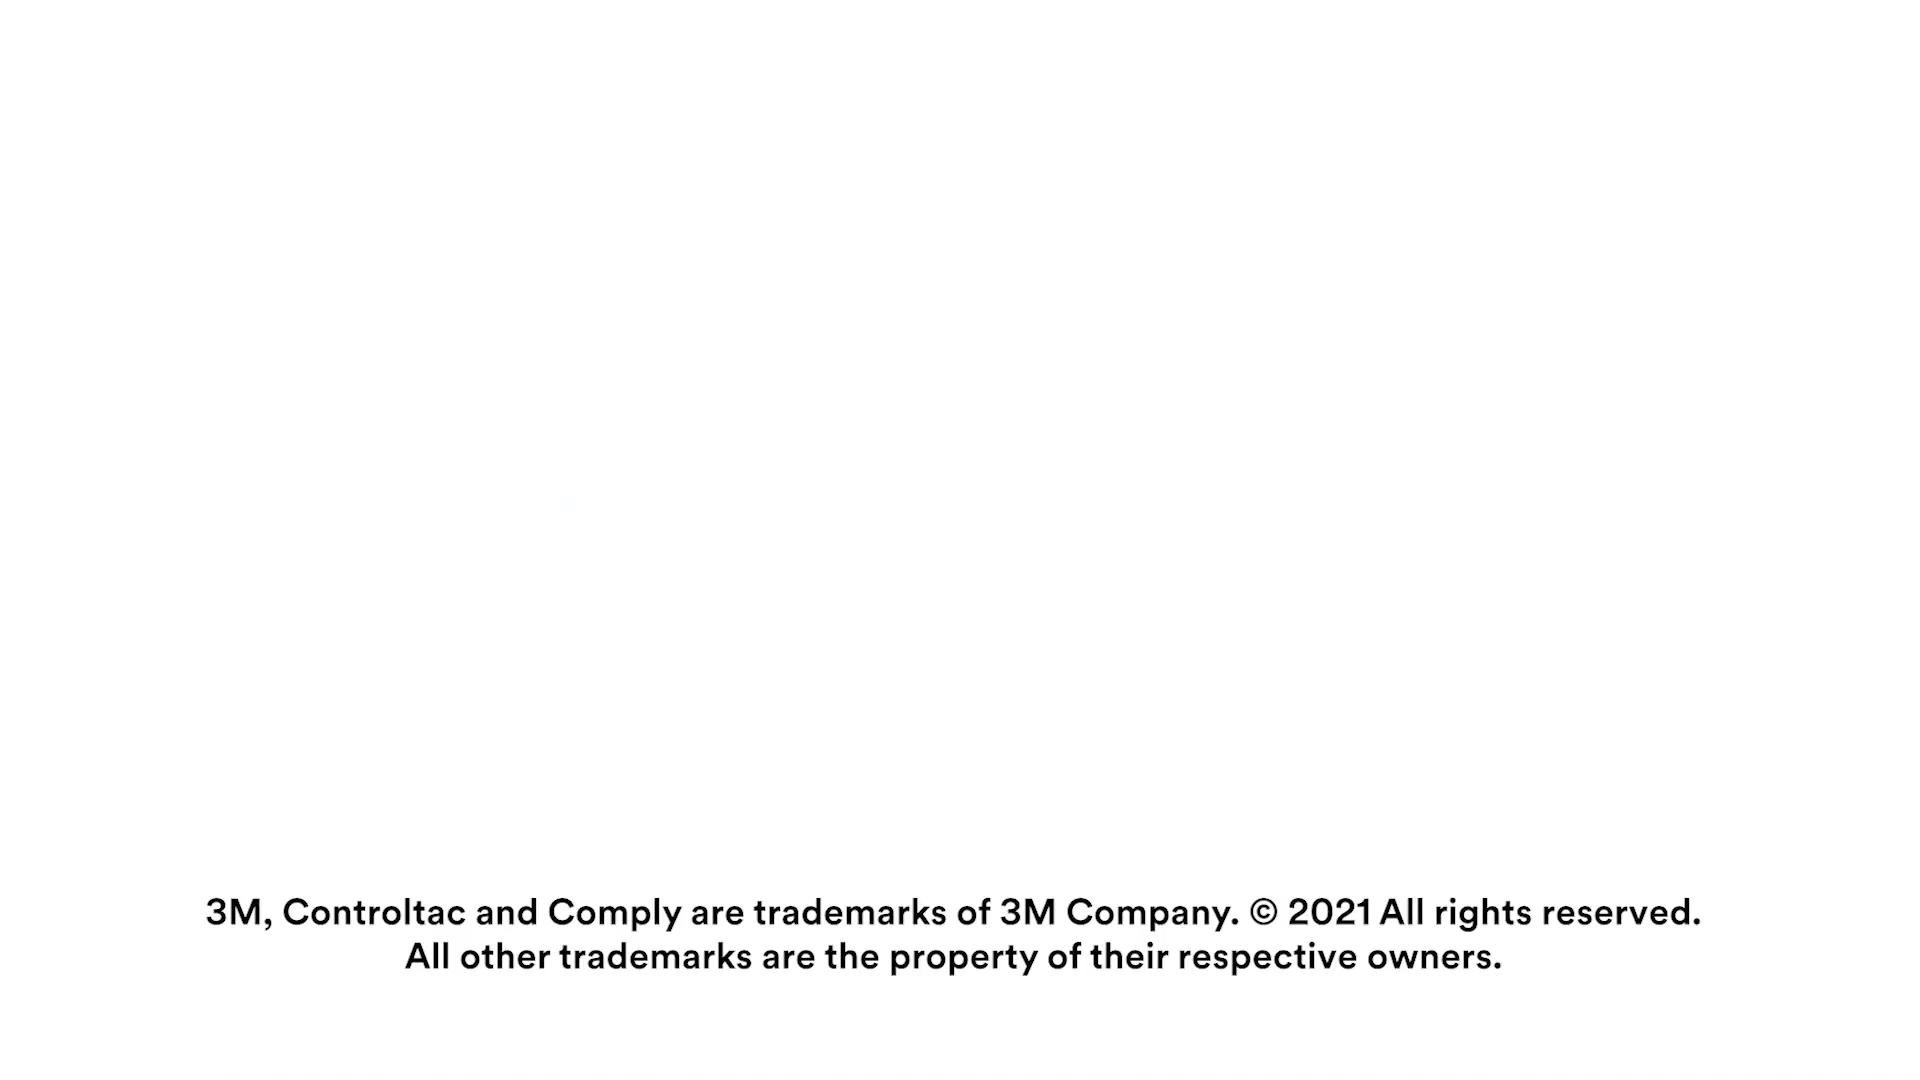 3M, Controltac and Comply are trademarks of 3M Company. © 2021 All rights reserved.
All other trademarks are the property of their respective owners.